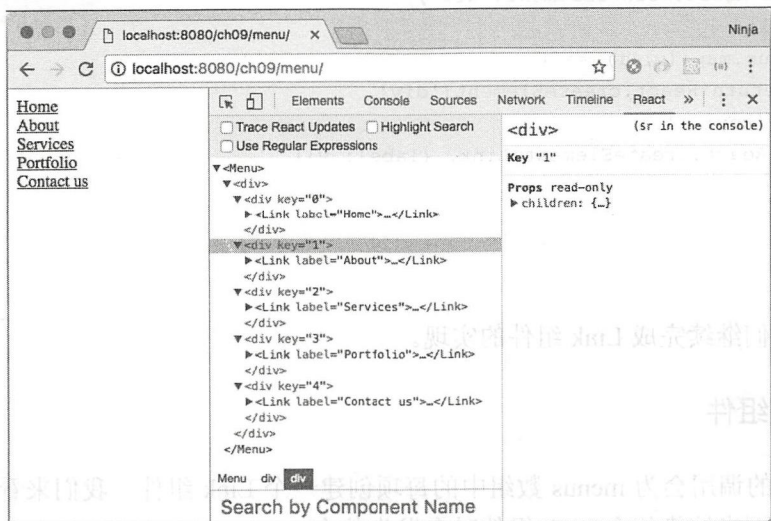 Ninja
localhost:8080/ch09/menu/ ×
localhost:8080/ch09/menu/
Home
About
Services
Portfolio
Contact us
Elements Console Sources Network Timeline React » ⋮ ×
Trace React Updates Highlight Search
Use Regular Expressions
▼<Menu>
▼<div>
▼<div key="0">
▶<Link label="Home">…</Link>
</div>
▼<div key="1">
▶<Link label="About">…</Link>
</div>
▼<div key="2">
▶<Link label="Services">…</Link>
</div>
▼<div key="3">
▶<Link label="Portfolio">…</Link>
</div>
▼<div key="4">
▶<Link label="Contact us">…</Link>
</div>
</div>
</Menu>
Menu div div
Search by Component Name
<div> ($r in the console)
Key "1"
Props read-only
▶children: {…}